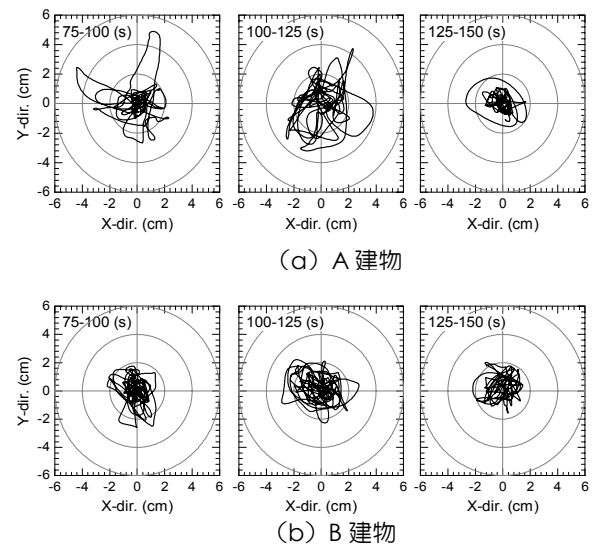 75-100 (s) 100-125 (s) 125-150 (s)
Y-dir. (cm)
6
4
2
0
-2
-4
-6
-6 -4 -2 0 2 4 6 -6 -4 -2 0 2 4 6 -6 -4 -2 0 2 4 6
X-dir. (cm) X-dir. (cm) X-dir. (cm)
（a）A 建物
75-100 (s) 100-125 (s) 125-150 (s)
Y-dir. (cm)
6
4
2
0
-2
-4
-6
-6 -4 -2 0 2 4 6 -6 -4 -2 0 2 4 6 -6 -4 -2 0 2 4 6
X-dir. (cm) X-dir. (cm) X-dir. (cm)
（b）B 建物